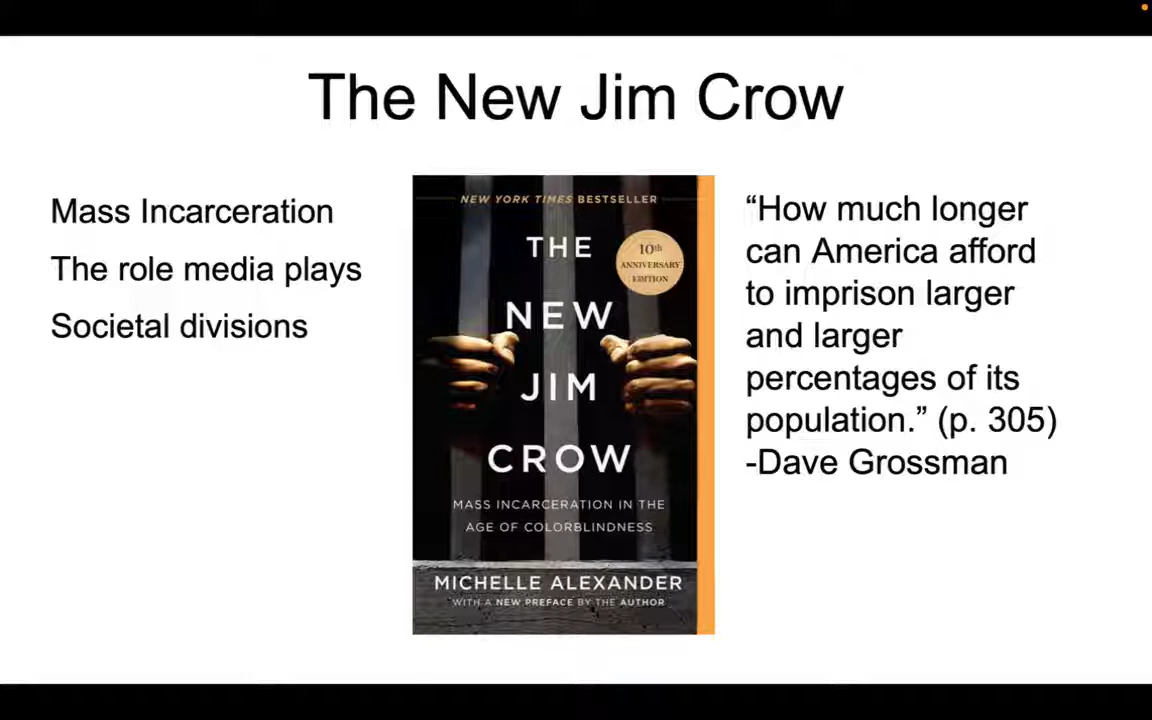 The New Jim Crow
Mass Incarceration
The role media plays
Societal divisions
NEW YORK TIMES BESTSELLER
THE
NEW
JIM
CROW
10th
ANNIVERSARY
EDITION
MASS INCARCERATION IN THE
AGE OF COLORBLINDNESS
MICHELLE ALEXANDER
WITH A NEW PREFACE BY THE AUTHOR
“How much longer
can America afford
to imprison larger
and larger
percentages of its
population.” (p. 305)
-Dave Grossman